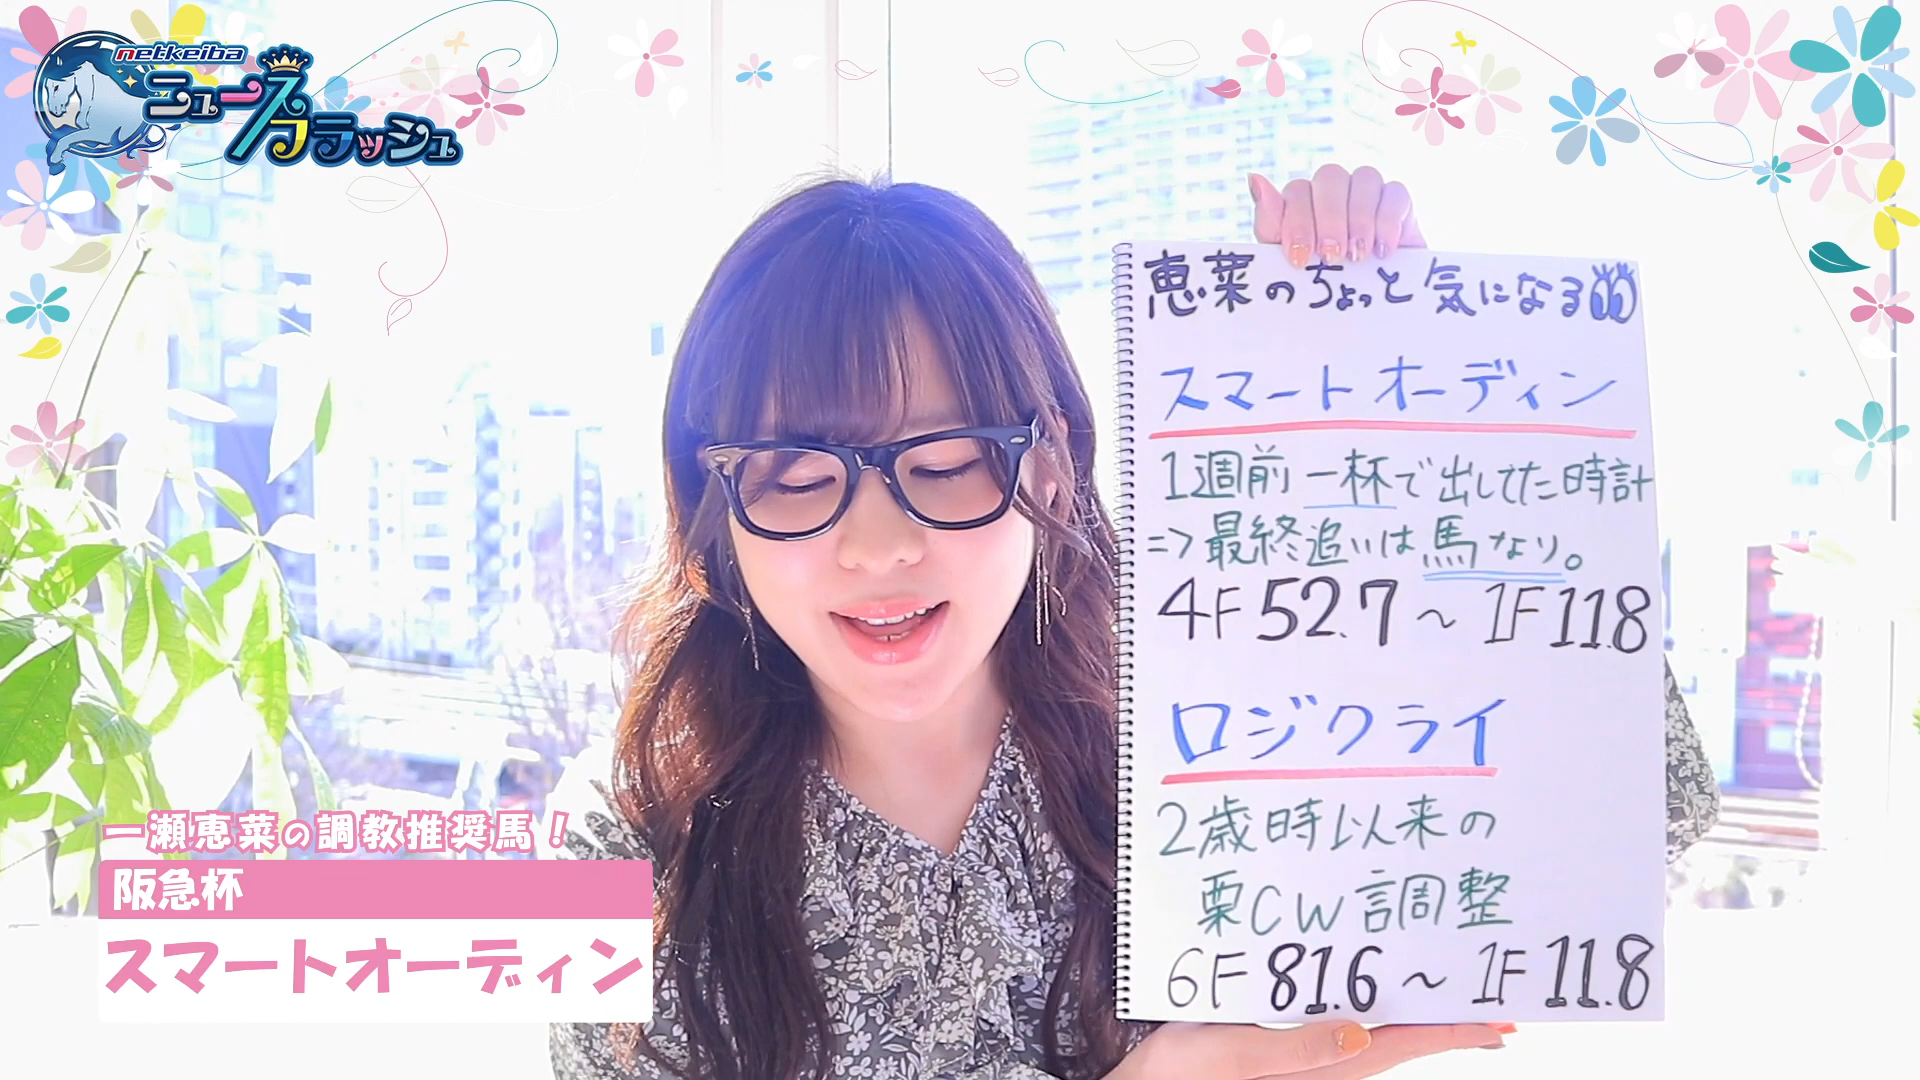 netkeiba
ニュースフラッシュ
恵菜のちょっと気になる
スマートオーディン
1週前一杯で出してた時計
⇒最終追いは馬なり。
4F 52.7 ～ 1F 11.8
ロジクライ
2歳時以来の
栗CW調整
6F 81.6 ～ 1F 11.8
一瀬恵菜の調教推奨馬！
阪急杯
スマートオーディン